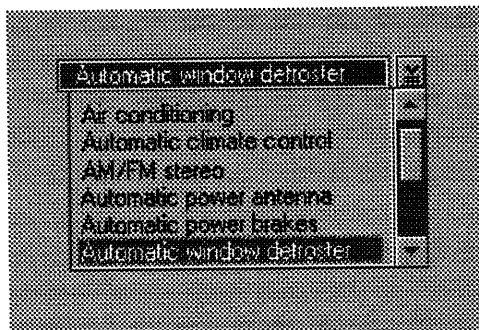 Automatic window defroster
Air conditioning
Automatic climate control
AM/FM stereo
Automatic power antenna
Automatic power brakes
Automatic window defroster